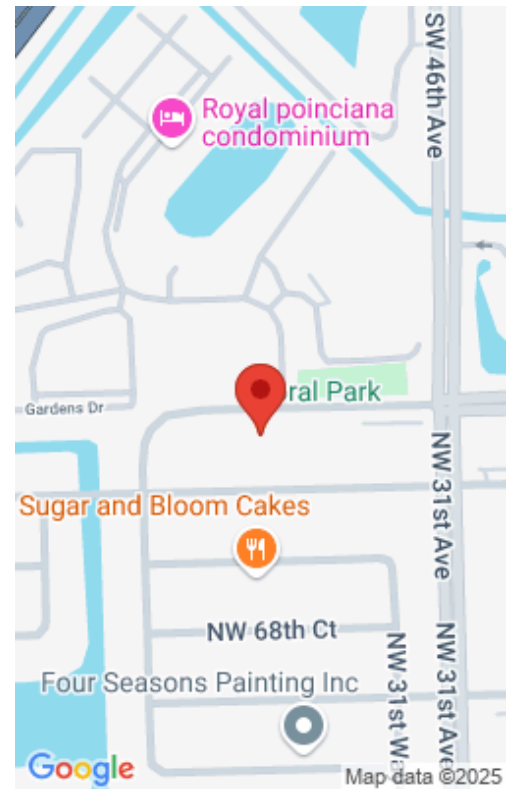 SW 46th Ave
Royal poinciana
condominium
ral Park
Gardens Dr
NW 31st Ave
Sugar and Bloom Cakes
NW 68th Ct
NW 31st Wa
NW 31st Ave
Four Seasons Painting Inc
Google
Map data ©2025